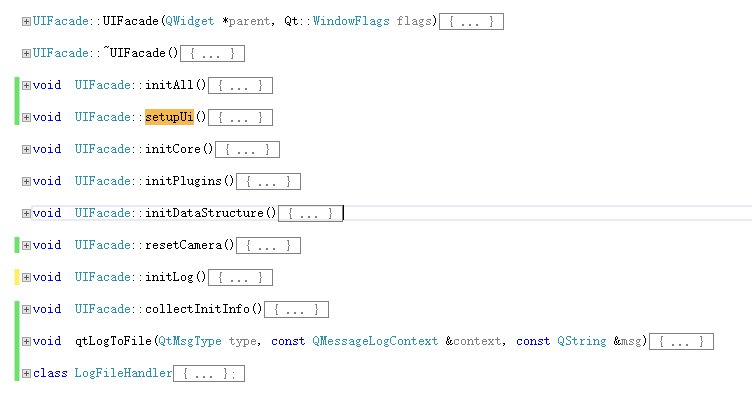 UIFacade::UIFacade(QWidget *parent, Qt::WindowFlags flags){ ... }
UIFacade::~UIFacade(){ ... }
void UIFacade::initAll(){ ... }
void UIFacade::setupUi(){ ... }
void UIFacade::initCore(){ ... }
void UIFacade::initPlugins(){ ... }
void UIFacade::initDataStructure(){ ... }
void UIFacade::resetCamera(){ ... }
void UIFacade::initLog(){ ... }
void UIFacade::collectInitInfo(){ ... }
void qtLogToFile(QtMsgType type, const QMessageLogContext &context, const QString &msg){ ... }
class LogFileHandler{ ... };